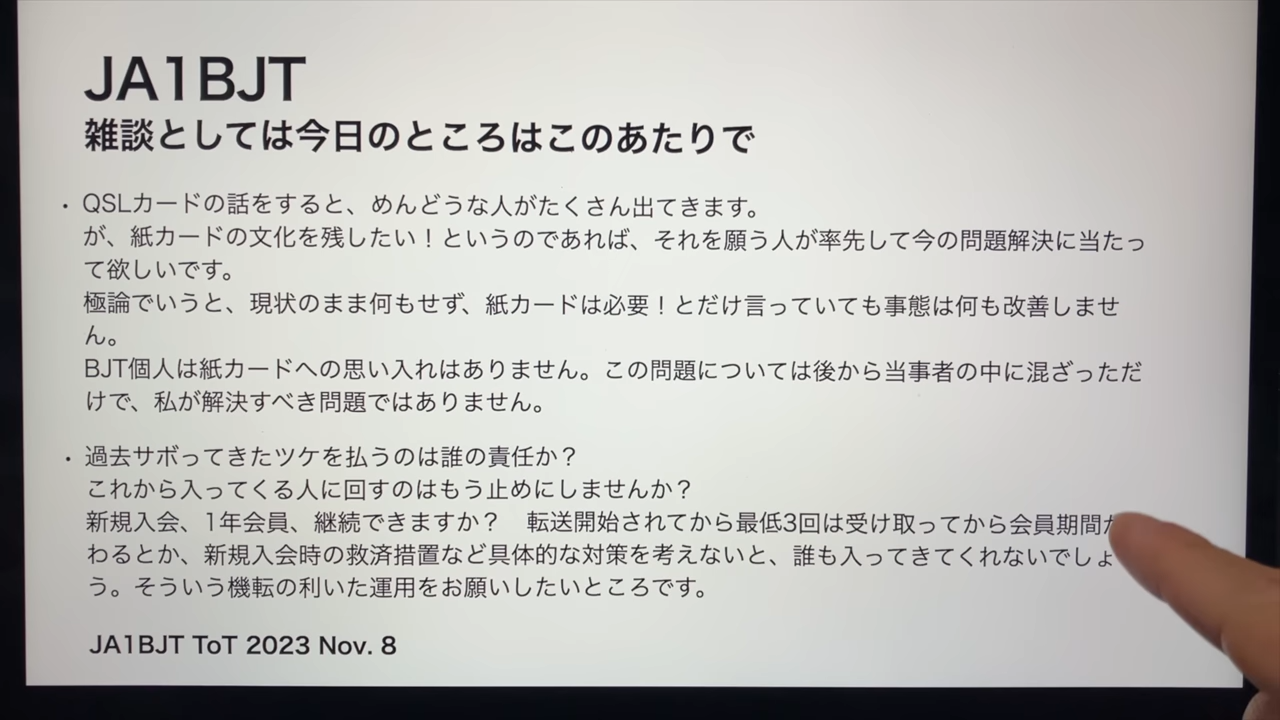 JA1BJT
雑談としては今日のところはこのあたりで
・QSLカードの話をすると、めんどうな人がたくさん出てきます。
が、紙カードの文化を残したい！というのであれば、それを願う人が率先して今の問題解決に当たっ
て欲しいです。
極論でいうと、現状のまま何もせず、紙カードは必要！とだけ言っていても事態は何も改善しませ
ん。
BJT個人は紙カードへの思い入れはありません。この問題については後から当事者の中に混ざっただ
けで、私が解決すべき問題ではありません。
・過去サボってきたツケを払うのは誰の責任か？
これから入ってくる人に回すのはもう止めにしませんか？
新規入会、1年会員、継続できますか？　転送開始されてから最低3回は受け取ってから会員期間が
わるとか、新規入会時の救済措置など具体的な対策を考えないと、誰も入ってきてくれないでしょ
う。そういう機転の利いた運用をお願いしたいところです。
JA1BJT ToT 2023 Nov. 8